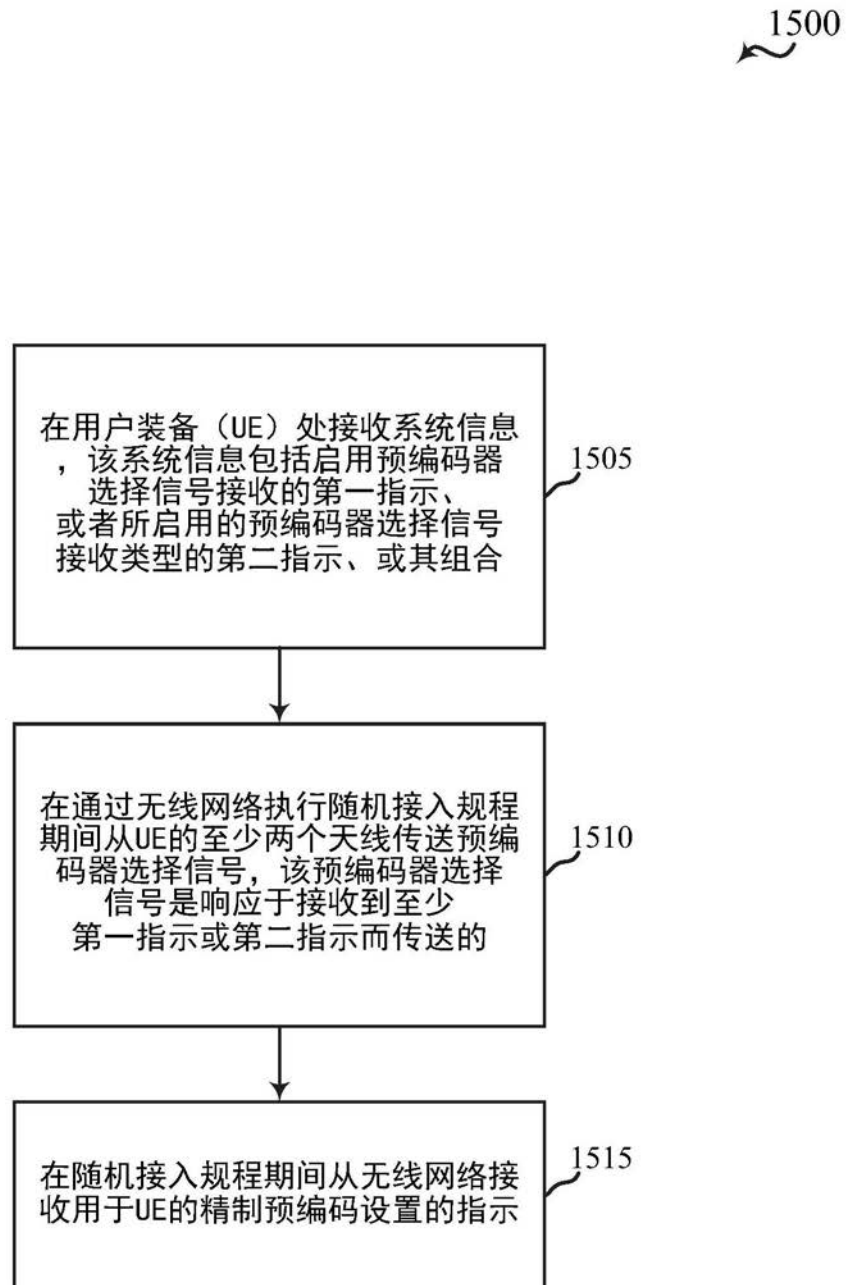 1500
在用户装备（UE）处接收系统信息
，该系统信息包括启用预编码器
选择信号接收的第一指示、
或者所启用的预编码器选择信号
接收类型的第二指示、或其组合
1505
在通过无线网络执行随机接入规程
期间从UE的至少两个天线传送预编
码器选择信号，该预编码器选择
信号是响应于接收到至少
第一指示或第二指示而传送的
1510
在随机接入规程期间从无线网络接
收用于UE的精制预编码设置的指示
1515